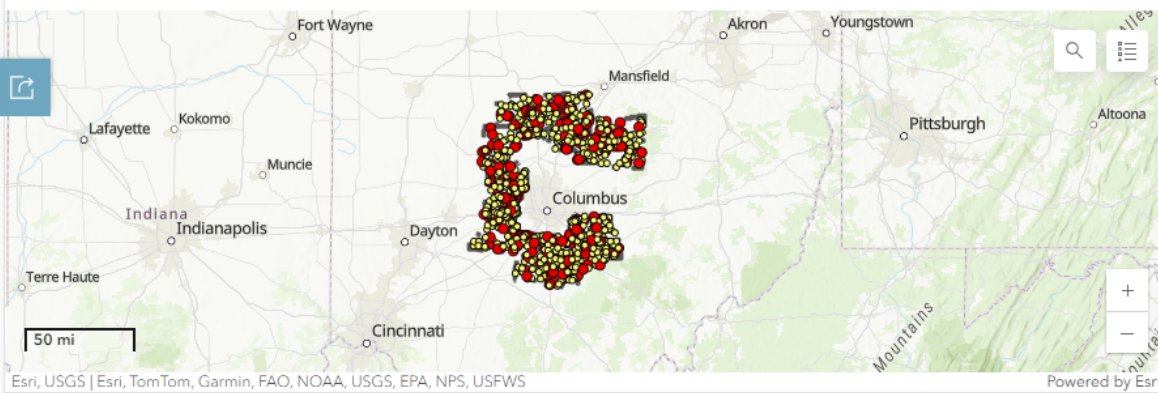 Fort Wayne
Akron
Youngstown
Mansfield
Altoona
Lafayette
Kokomo
Pittsburgh
Muncie
Columbus
Indiana
Indianapolis
Dayton
Terre Haute
Cincinnati
50 mi
Mountains
Esri, USGS | Esri, TomTom, Garmin, FAO, NOAA, USGS, EPA, NPS, USFWS
Powered by Esr